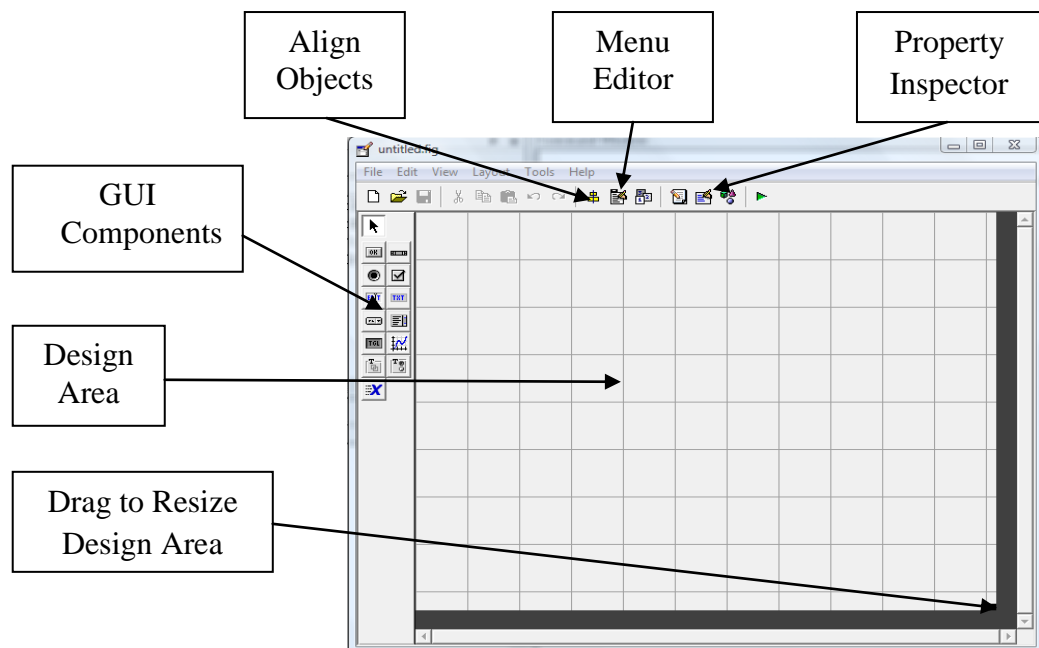 Align
Objects
Menu
Editor
Property
Inspector
untitled.fig
File Edit View Layout Tools Help
GUI
Components
OK
TXT
TGL
Design
Area
Drag to Resize
Design Area